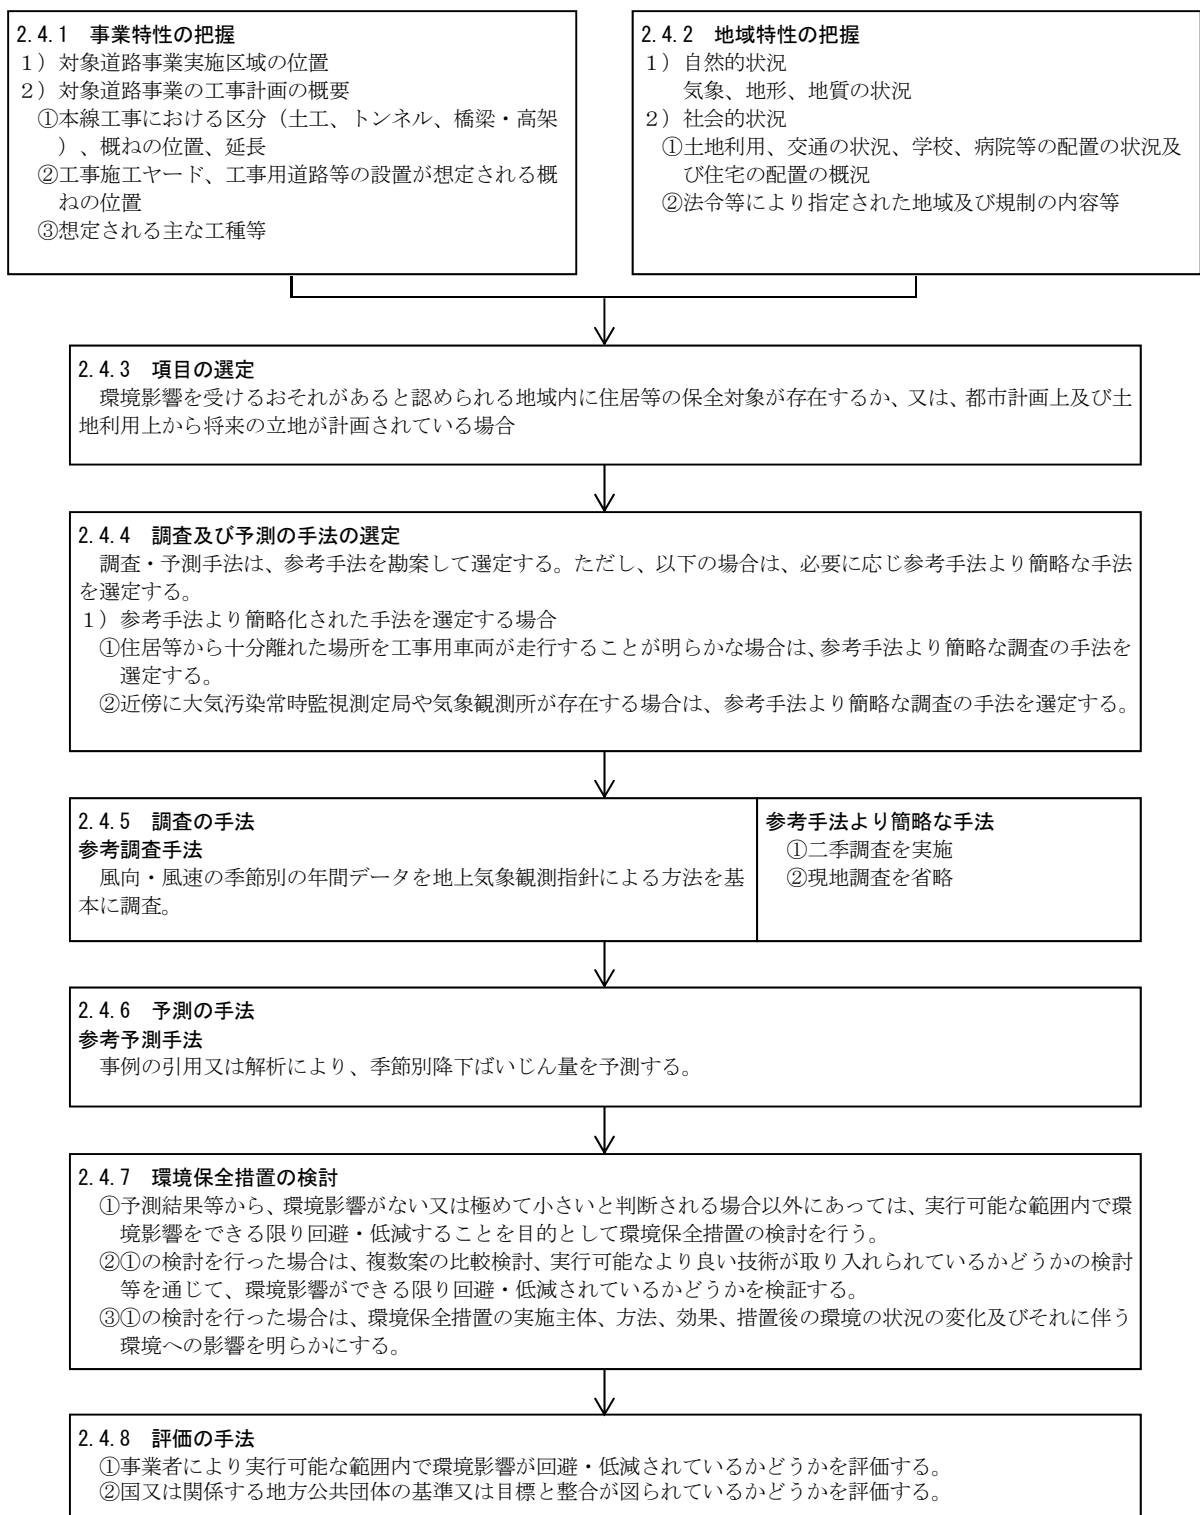 2.4.1 事業特性の把握
1）対象道路事業実施区域の位置
2）対象道路事業の工事計画の概要
①本線工事における区分（土工、トンネル、橋梁・高架
）、概ねの位置、延長
②工事施工ヤード、工事用道路等の設置が想定される概
ねの位置
③想定される主な工種等
2.4.2 地域特性の把握
1）自然的状況
気象、地形、地質の状況
2）社会的状況
①土地利用、交通の状況、学校、病院等の配置の状況及
び住宅の配置の概況
②法令等により指定された地域及び規制の内容等
2.4.3 項目の選定
環境影響を受けるおそれがあると認められる地域内に住居等の保全対象が存在するか、又は、都市計画上及び土
地利用上から将来の立地が計画されている場合
2.4.4 調査及び予測の手法の選定
調査・予測手法は、参考手法を勘案して選定する。ただし、以下の場合は、必要に応じ参考手法より簡略な手法
を選定する。
1）参考手法より簡略化された手法を選定する場合
①住居等から十分離れた場所を工事用車両が走行することが明らかな場合は、参考手法より簡略な調査の手法を
選定する。
②近傍に大気汚染常時監視測定局や気象観測所が存在する場合は、参考手法より簡略な調査の手法を選定する。
2.4.5 調査の手法
参考調査手法
風向・風速の季節別の年間データを地上気象観測指針による方法を基
本に調査。
参考手法より簡略な手法
①二季調査を実施
②現地調査を省略
2.4.6 予測の手法
参考予測手法
事例の引用又は解析により、季節別降下ばいじん量を予測する。
2.4.7 環境保全措置の検討
①予測結果等から、環境影響がない又は極めて小さいと判断される場合以外にあっては、実行可能な範囲内で環
境影響をできる限り回避・低減することを目的として環境保全措置の検討を行う。
②①の検討を行った場合は、複数案の比較検討、実行可能なより良い技術が取り入れられているかどうかの検討
等を通じて、環境影響ができる限り回避・低減されているかどうかを検証する。
③①の検討を行った場合は、環境保全措置の実施主体、方法、効果、措置後の環境の状況の変化及びそれに伴う
環境への影響を明らかにする。
2.4.8 評価の手法
①事業者により実行可能な範囲内で環境影響が回避・低減されているかどうかを評価する。
②国又は関係する地方公共団体の基準又は目標と整合が図られているかどうかを評価する。